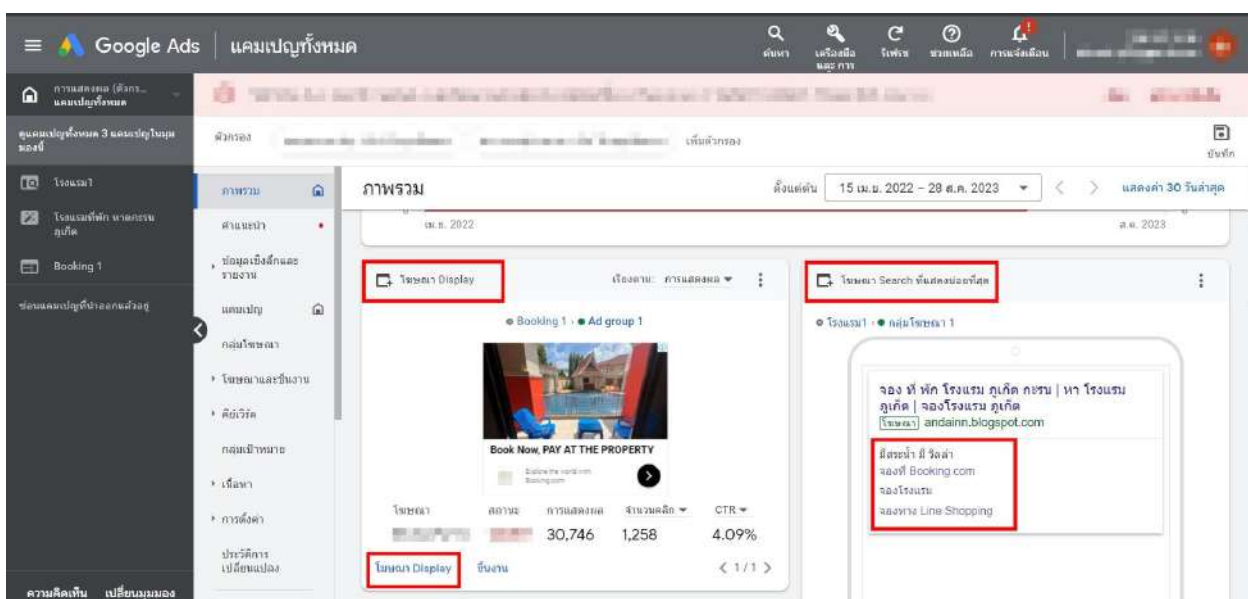 Google Ads
แคมเปญทั้งหมด
ค้นหา
เครื่องมือ
และ การ
รีเฟรช
ช่วยเหลือ
การแจ้งเตือน
การแสดงผล (ตัวกร...
แคมเปญทั้งหมด
ดูแคมเปญทั้งหมด 3 แคมเปญในมุม
มองนี้
ตัวกรอง
เพิ่มตัวกรอง
บันทึก
โรงแรม1
โรงแรมที่พัก หาดกะรน
ภูเก็ต
Booking 1
ซ่อนแคมเปญที่นำออกแล้วอยู่
ความคิดเห็น
เปลี่ยนมุมมอง
ภาพรวม
คำแนะนำ
ข้อมูลเชิงลึกและ
รายงาน
แคมเปญ
กลุ่มโฆษณา
โฆษณาและชิ้นงาน
คีย์เวิร์ด
กลุ่มเป้าหมาย
เนื้อหา
การตั้งค่า
ประวัติการ
เปลี่ยนแปลง
ภาพรวม
ตั้งแต่ต้น
15 เม.ย. 2022 – 28 ส.ค. 2023
แสดงค่า 30 วันล่าสุด
0
เม.ย. 2022
0
ส.ค. 2023
โฆษณา Display
เรียงตาม: การแสดงผล
Booking 1 › Ad group 1
Book Now, PAY AT THE PROPERTY
Explore the world with
Booking.com
โฆษณา
สถานะ
การแสดงผล
จำนวนคลิก
CTR
30,746
1,258
4.09%
โฆษณา Display
ชิ้นงาน
1 / 1
โฆษณา Search ที่แสดงบ่อยที่สุด
โรงแรม1 › กลุ่มโฆษณา 1
จอง ที่ พัก โรงแรม ภูเก็ต กะรน | หา โรงแรม
ภูเก็ต | จองโรงแรม ภูเก็ต
โฆษณา andainn.blogspot.com
มีสระน้ำ มี วิลล่า
จองที่ Booking.com
จองโรงแรม
จองทาง Line Shopping